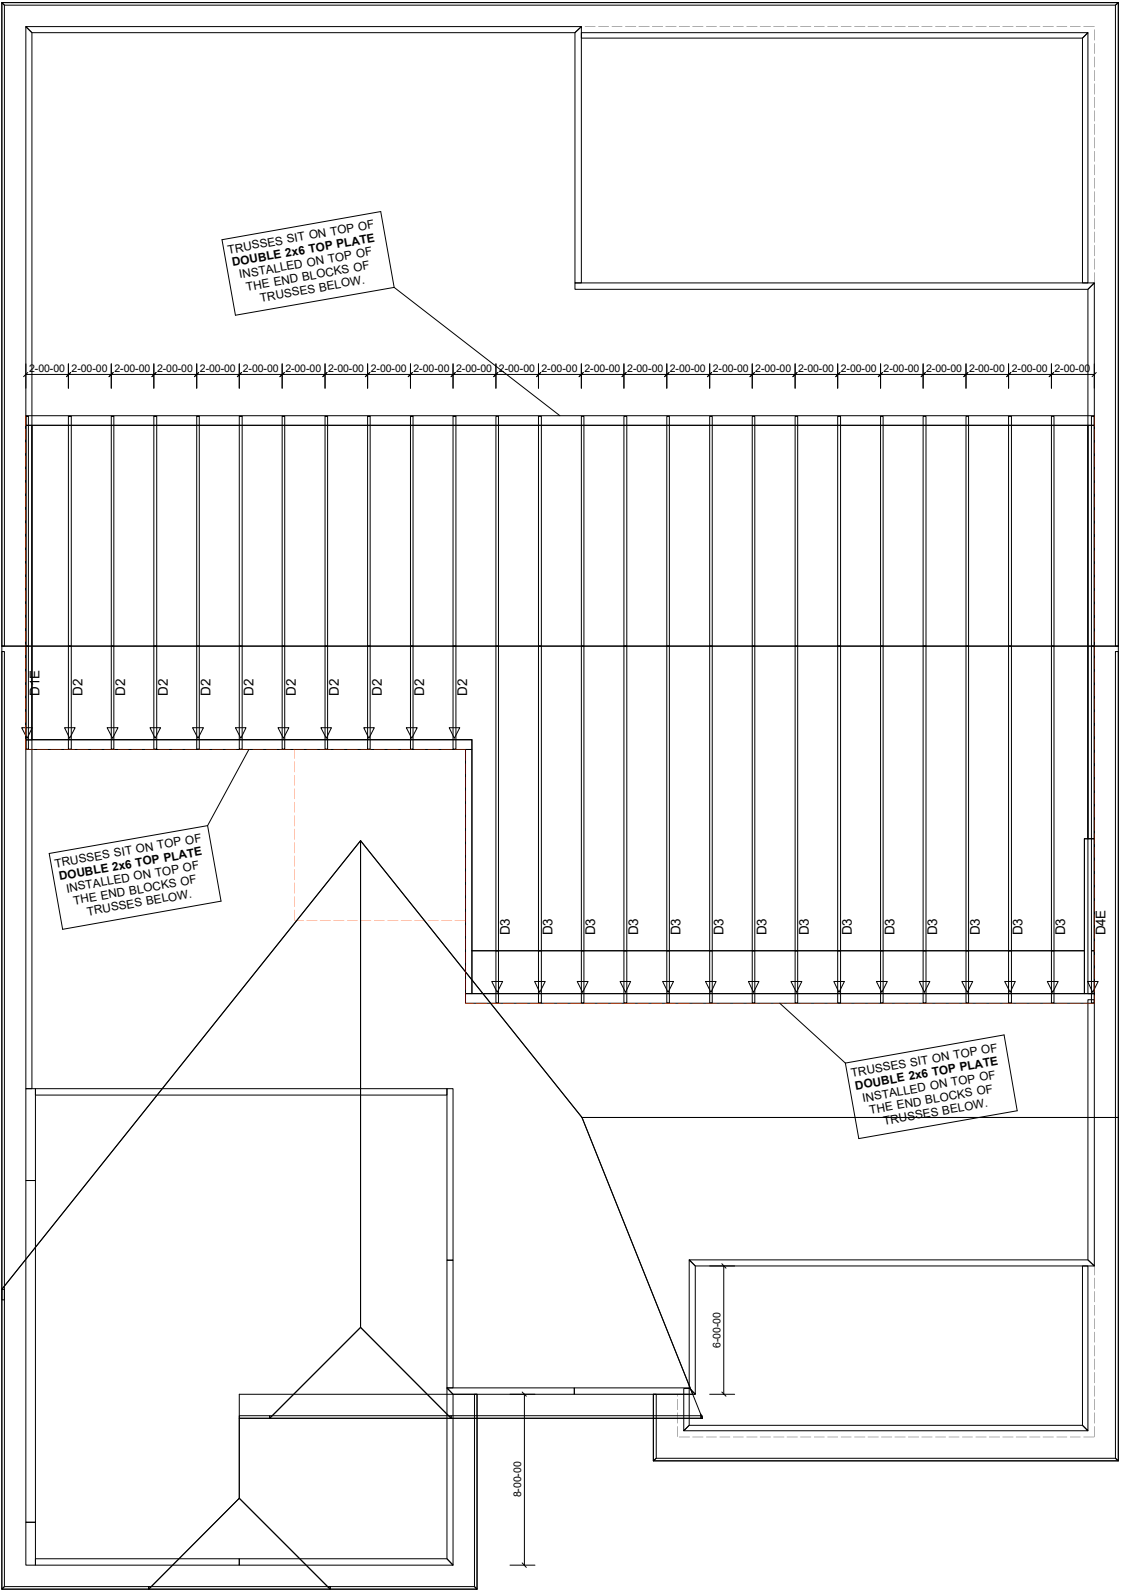 TRUSSES SIT ON TOP OF
DOUBLE 2x6 TOP PLATE
INSTALLED ON TOP OF
THE END BLOCKS OF
TRUSSES BELOW.
2-00-00 2-00-00 2-00-00 2-00-00 2-00-00 2-00-00 2-00-00 2-00-00 2-00-00 2-00-00 2-00-00 2-00-00 2-00-00 2-00-00 2-00-00 2-00-00 2-00-00 2-00-00 2-00-00 2-00-00 2-00-00 2-00-00 2-00-00 2-00-00 2-00-00
D1E
D2
D2
D2
D2
D2
D2
D2
D2
D2
D2
TRUSSES SIT ON TOP OF
DOUBLE 2x6 TOP PLATE
INSTALLED ON TOP OF
THE END BLOCKS OF
TRUSSES BELOW.
D3
D3
D3
D3
D3
D3
D3
D3
D3
D3
D3
D3
D3
D3
D4E
TRUSSES SIT ON TOP OF
DOUBLE 2x6 TOP PLATE
INSTALLED ON TOP OF
THE END BLOCKS OF
TRUSSES BELOW.
6-00-00
8-00-00